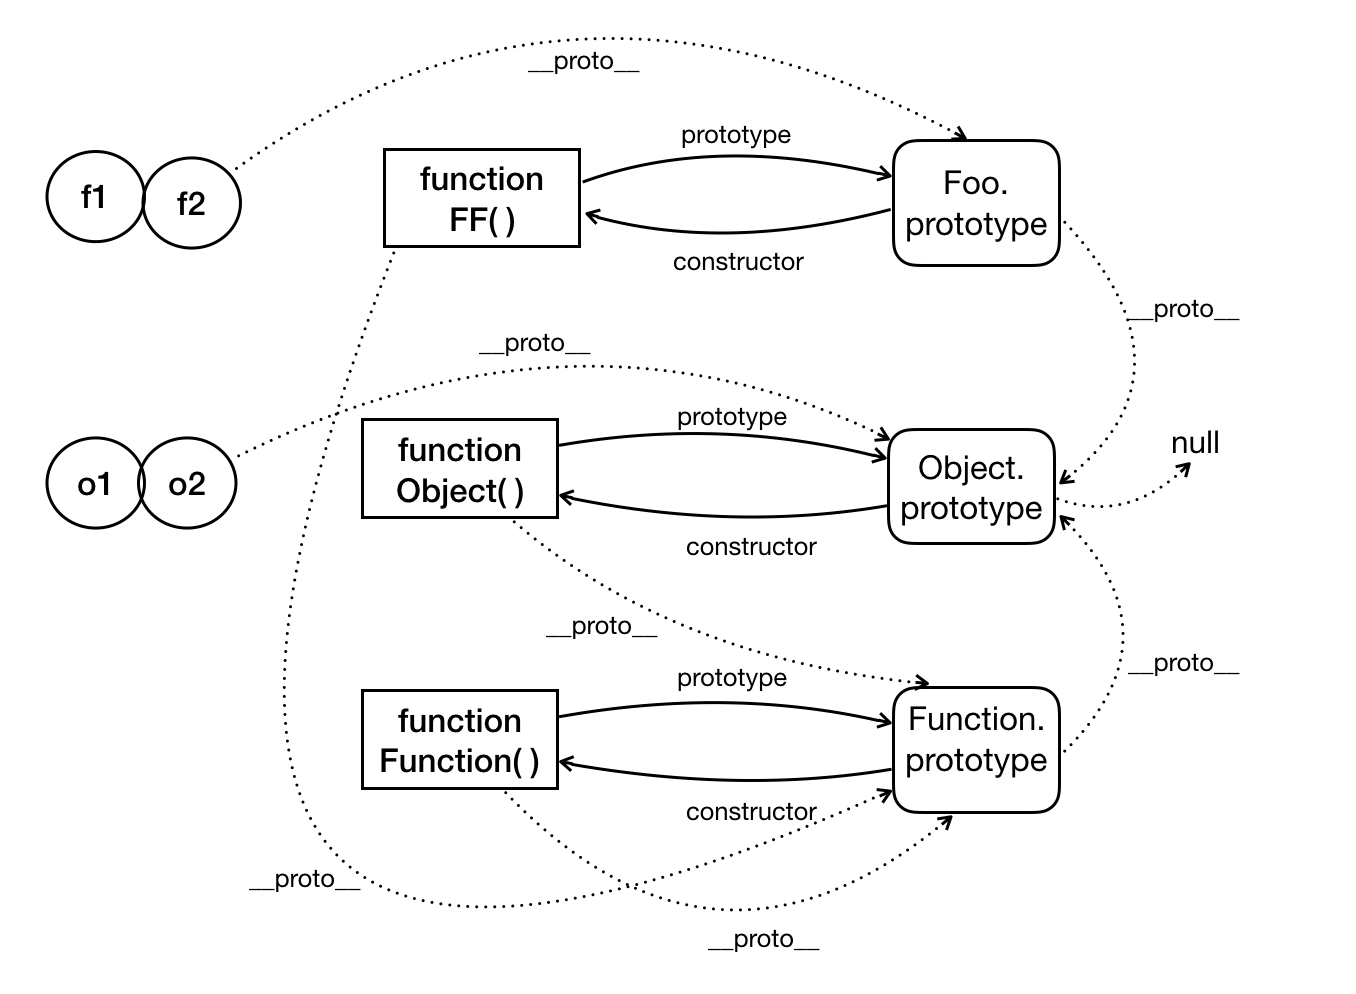 __proto__
prototype
f1
f2
function
FF( )
Foo.
prototype
constructor
__proto__
__proto__
prototype
null
o1
o2
function
Object( )
Object.
prototype
constructor
__proto__
__proto__
prototype
function
Function( )
Function.
prototype
constructor
__proto__
__proto__